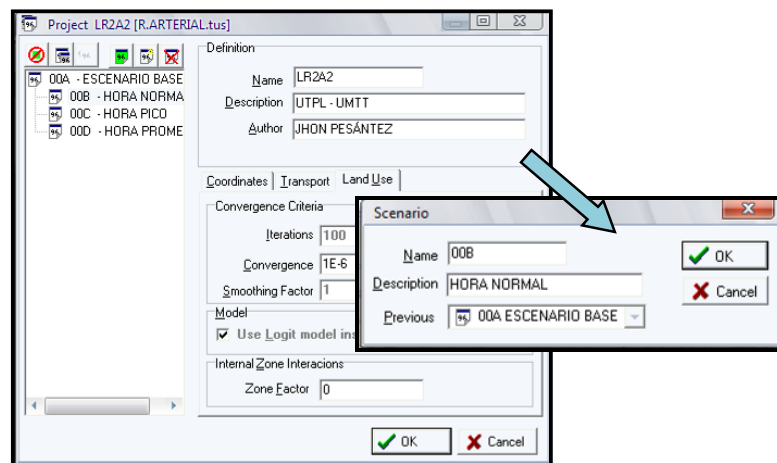 Project LR2A2 [R.ARTERIAL.tus]
00A - ESCENARIO BASE
00B - HORA NORMA
00C - HORA PICO
00D - HORA PROME
Definition
Name LR2A2
Description UTPL - UMTT
Author JHON PESÁNTEZ
Coordinates Transport Land Use
Convergence Criteria
Iterations 100
Convergence 1E-6
Smoothing Factor 1
Model
Use Logit model ins
Internal Zone Interacions
Zone Factor 0
OK Cancel
Scenario
Name 00B
Description HORA NORMAL
Previous 00A ESCENARIO BASE
OK
Cancel